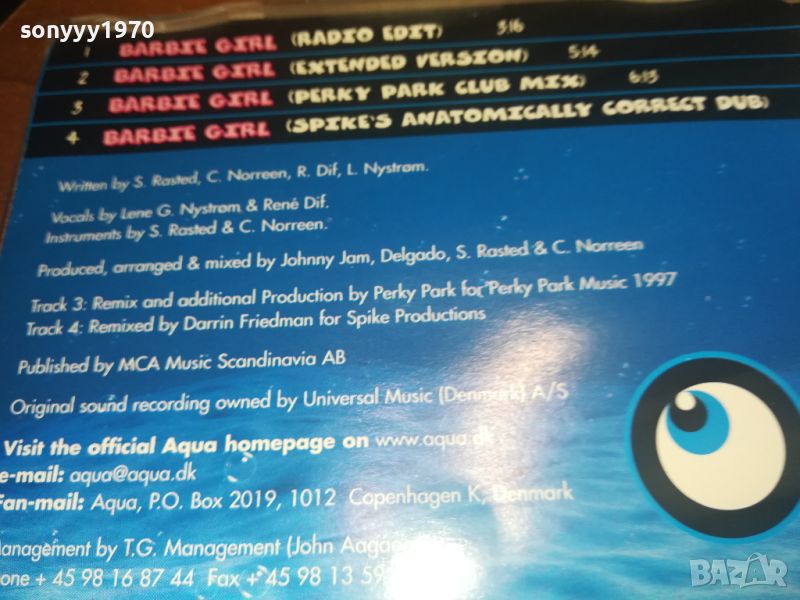 sonyyy1970
1 BARBIE GIRL (RADIO EDIT) 3:16
2 BARBIE GIRL (EXTENDED VERSION) 5:14
3 BARBIE GIRL (PERKY PARK CLUB MIX) 6:13
4 BARBIE GIRL (SPIKE'S ANATOMICALLY CORRECT DUB)
Written by S. Rasted, C. Norreen, R. Dif, L. Nystrøm.
Vocals by Lene G. Nystrøm & René Dif.
Instruments by S. Rasted & C. Norreen.
Produced, arranged & mixed by Johnny Jam, Delgado, S. Rasted & C. Norreen
Track 3: Remix and additional Production by Perky Park for Perky Park Music 1997
Track 4: Remixed by Darrin Friedman for Spike Productions
Published by MCA Music Scandinavia AB
Original sound recording owned by Universal Music (Denmark) A/S
Visit the official Aqua homepage on www.aqua.dk
e-mail: aqua@aqua.dk
Fan-mail: Aqua, P.O. Box 2019, 1012 Copenhagen K, Denmark
Management by T.G. Management (John
Phone + 45 98 16 87 44 Fax + 45 98 13 59
BAZAR